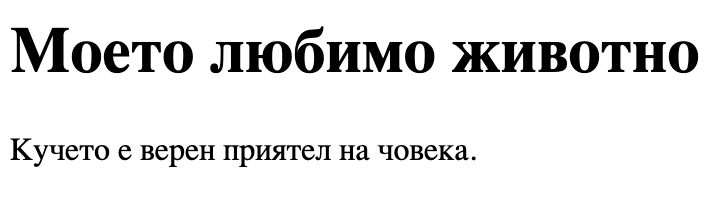 Моето любимо животно
Кучето е верен приятел на човека.